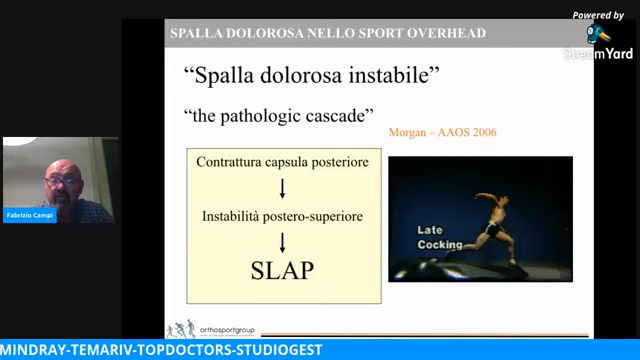 Powered by
StreamYard
SPALLA DOLOROSA NELLO SPORT OVERHEAD
“Spalla dolorosa instabile”
“the pathologic cascade”
Morgan – AAOS 2006
Contrattura capsula posteriore
Instabilità postero-superiore
SLAP
Late
Cocking
Fabrizio Campi
orthosportgroup
MINDRAY-TEMARIV-TOPDOCTORS-STUDIOGEST